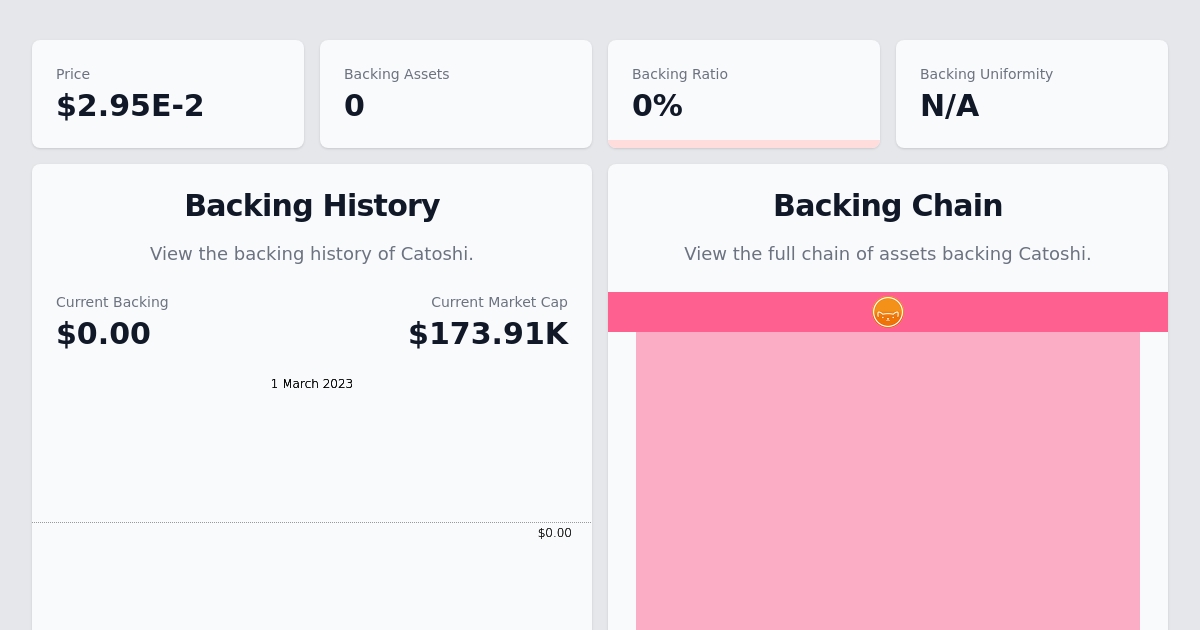 Price
$2.95E-2
Backing Assets
0
Backing Ratio
0%
Backing Uniformity
N/A
Backing History
View the backing history of Catoshi.
Current Backing
$0.00
Current Market Cap
$173.91K
1 March 2023
$0.00
Backing Chain
View the full chain of assets backing Catoshi.